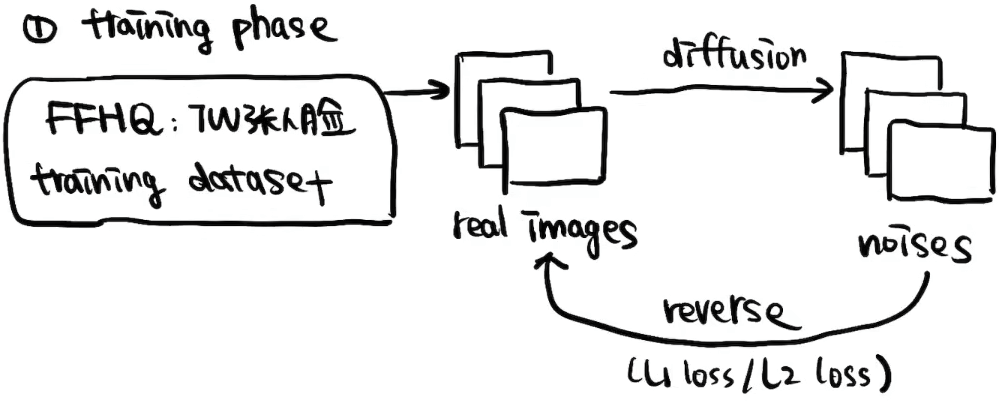 ① training phase
FFHQ：7W张人脸
training dataset
real images
diffusion
noises
reverse
(L1 loss/L2 loss)